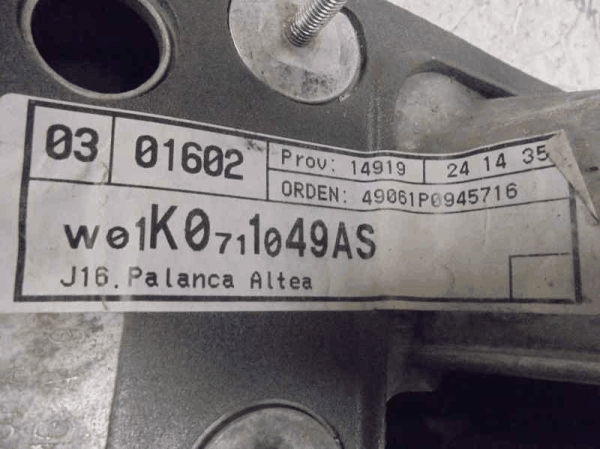 03 01602 Prov: 14919 24 14 35
ORDEN: 49061P0945716
W01K0711049AS
J16. Palanca Altea